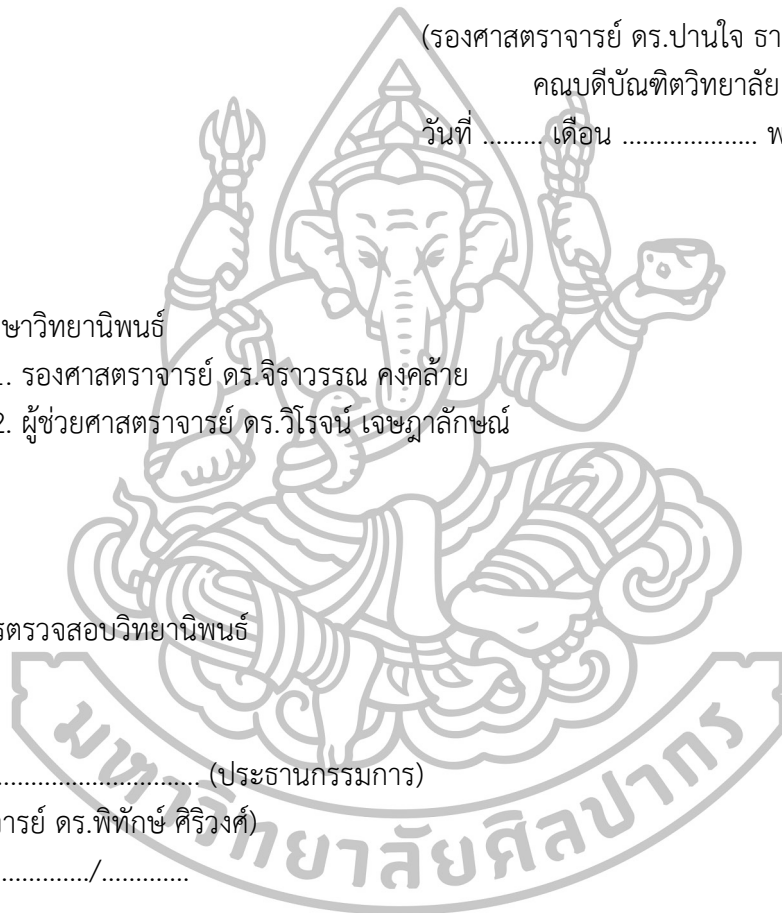 (รองศาสตราจารย์ ดร.ปานใจ ธา
คณบดีบัณฑิตวิทยาลัย
วันที่ ......... เดือน .................... พ
ษาวิทยานิพนธ์
1. รองศาสตราจารย์ ดร.จิราวรรณ คงคล้าย
2. ผู้ช่วยศาสตราจารย์ ดร.วิโรจน์ เจษฎาลักษณ์
รตรวจสอบวิทยานิพนธ์
............................... (ประธานกรรมการ)
ารย์ ดร.พิทักษ์ ศิริวงศ์)
............../.............
มหาวิทยาลัยศิลปากร